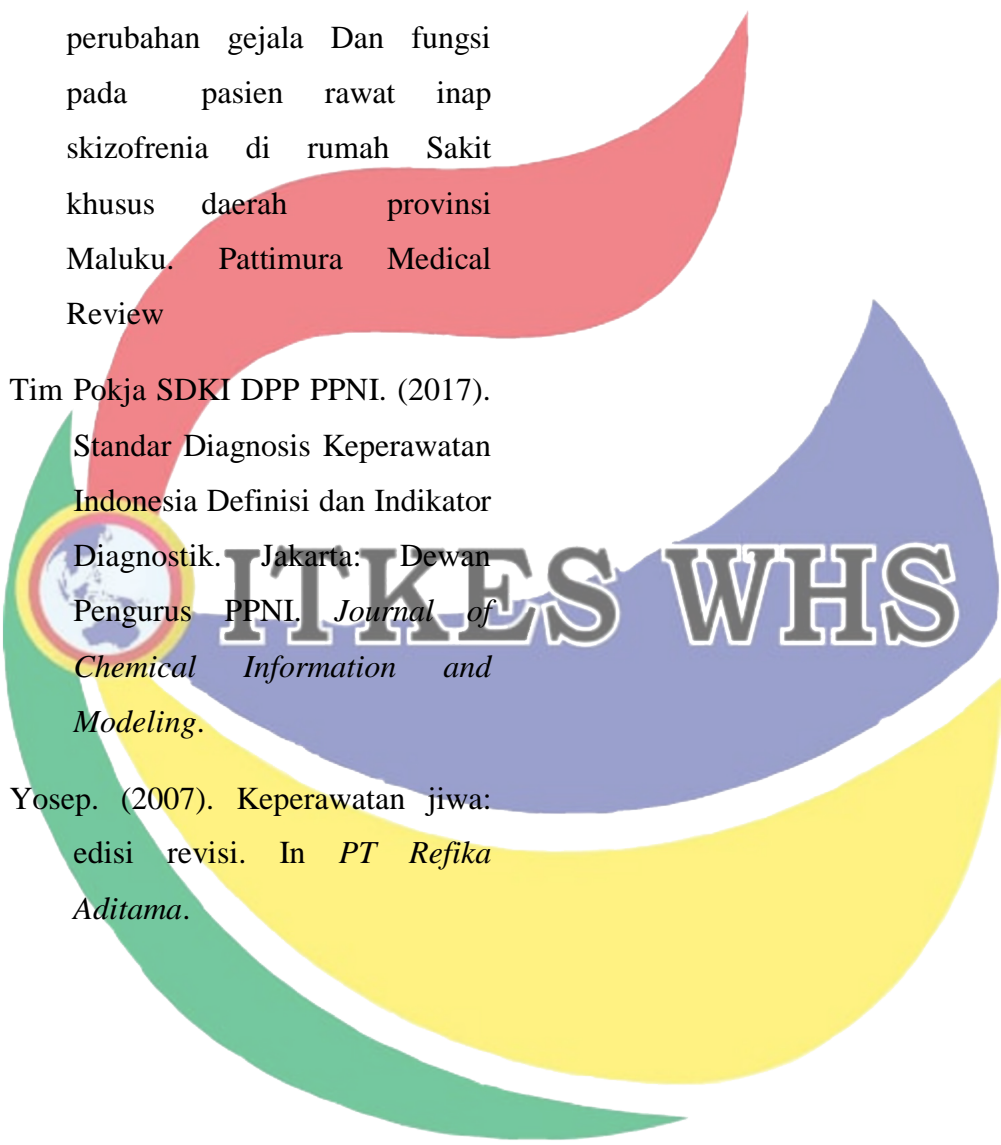 perubahan gejala Dan fungsi
pada pasien rawat inap
skizofrenia di rumah Sakit
khusus daerah provinsi
Maluku. Pattimura Medical
Review
Tim Pokja SDKI DPP PPNI. (2017).
Standar Diagnosis Keperawatan
Indonesia Definisi dan Indikator
Diagnostik. Jakarta: Dewan
Pengurus PPNI. Journal of
Chemical Information and
Modeling.
ITKES WHS
Yosep. (2007). Keperawatan jiwa:
edisi revisi. In PT Refika
Aditama.